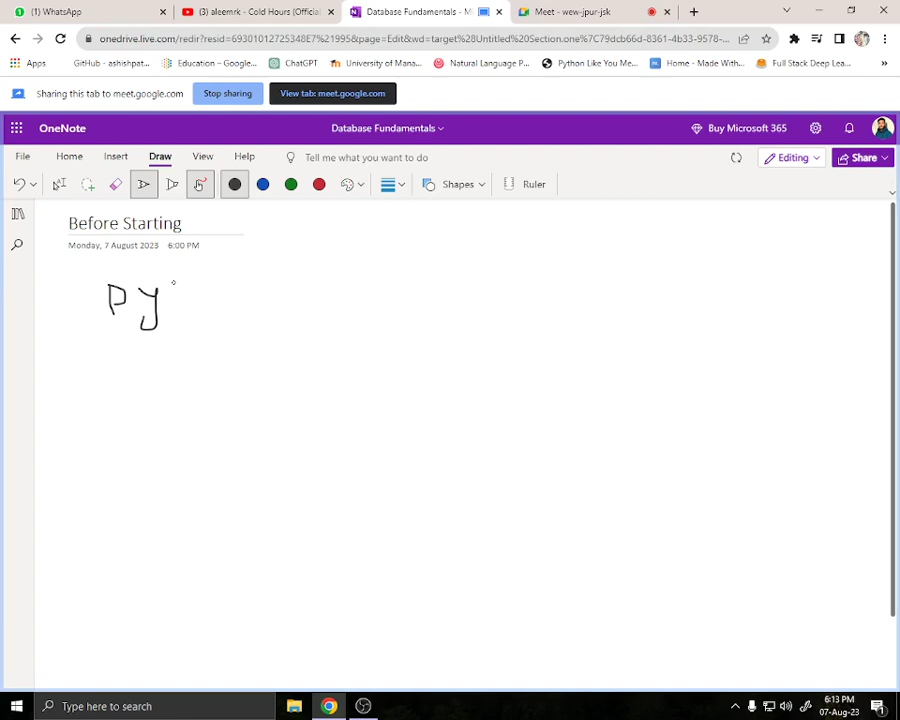 (1) WhatsApp
(3) aleemrk - Cold Hours (Official
Database Fundamentals - Mi
Meet - wew-jpur-jsk
onedrive.live.com/redir?resid=69301012725348E7%21995&page=Edit&wd=target%28Untitled Section.one%7C79dcb66d-8361-4b33-9578-...
Apps
GitHub - ashishpat...
Education – Google...
ChatGPT
University of Mana...
Natural Language P...
Python Like You Me...
Home - Made With...
Full Stack Deep Lea...
»
Sharing this tab to meet.google.com
Stop sharing
View tab: meet.google.com
OneNote
Database Fundamentals
Buy Microsoft 365
File
Home
Insert
Draw
View
Help
Tell me what you want to do
Editing
Share
Shapes
Ruler
Before Starting
Monday, 7 August 2023 6:00 PM
py
Type here to search
6:13 PM
07-Aug-23
1